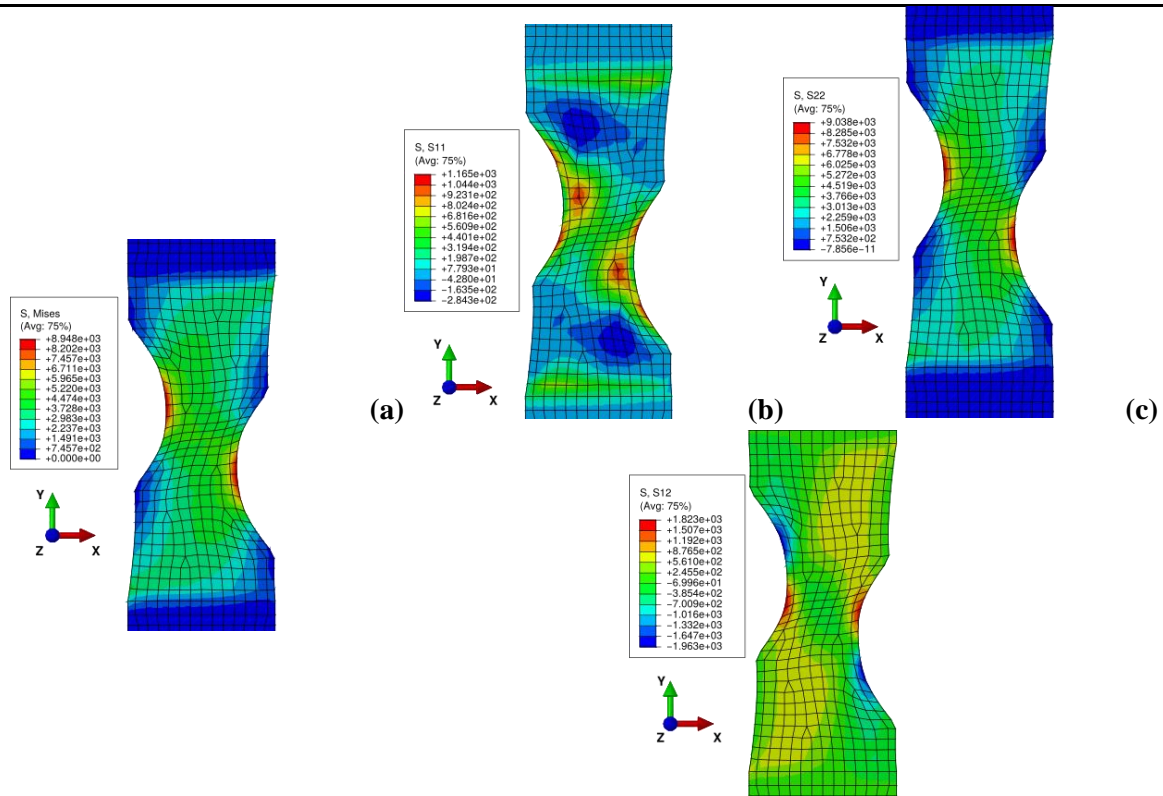 S, Mises
(Avg: 75%)
+8.948e+03
+8.202e+03
+7.457e+03
+6.711e+03
+5.965e+03
+5.220e+03
+4.474e+03
+3.728e+03
+2.983e+03
+2.237e+03
+1.491e+03
+7.457e+02
+0.000e+00
Y
Z X
(a)
S, S11
(Avg: 75%)
+1.165e+03
+1.044e+03
+9.231e+02
+8.024e+02
+6.816e+02
+5.609e+02
+4.401e+02
+3.194e+02
+1.987e+02
+7.793e+01
−4.280e+01
−1.635e+02
−2.843e+02
Y
Z X
(b)
S, S22
(Avg: 75%)
+9.038e+03
+8.285e+03
+7.532e+03
+6.778e+03
+6.025e+03
+5.272e+03
+4.519e+03
+3.766e+03
+3.013e+03
+2.259e+03
+1.506e+03
+7.532e+02
−7.856e−11
Y
Z X
(c)
S, S12
(Avg: 75%)
+1.823e+03
+1.507e+03
+1.192e+03
+8.765e+02
+5.610e+02
+2.455e+02
−6.996e+01
−3.854e+02
−7.009e+02
−1.016e+03
−1.332e+03
−1.647e+03
−1.963e+03
Y
Z X